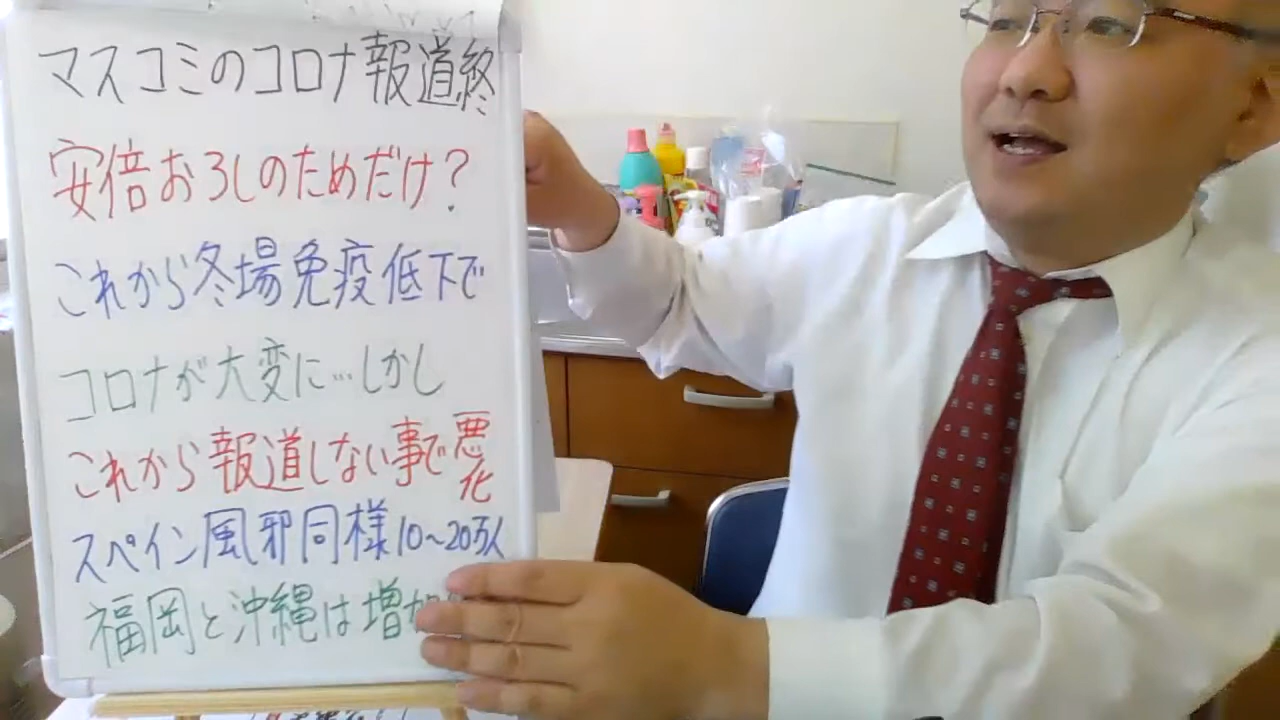 マスコミのコロナ報道終
安倍おろしのためだけ？
これから冬場免疫低下で
コロナが大変に…しかし
これから報道しない事で悪化
スペイン風邪同様10〜20万人
福岡と沖縄は増加